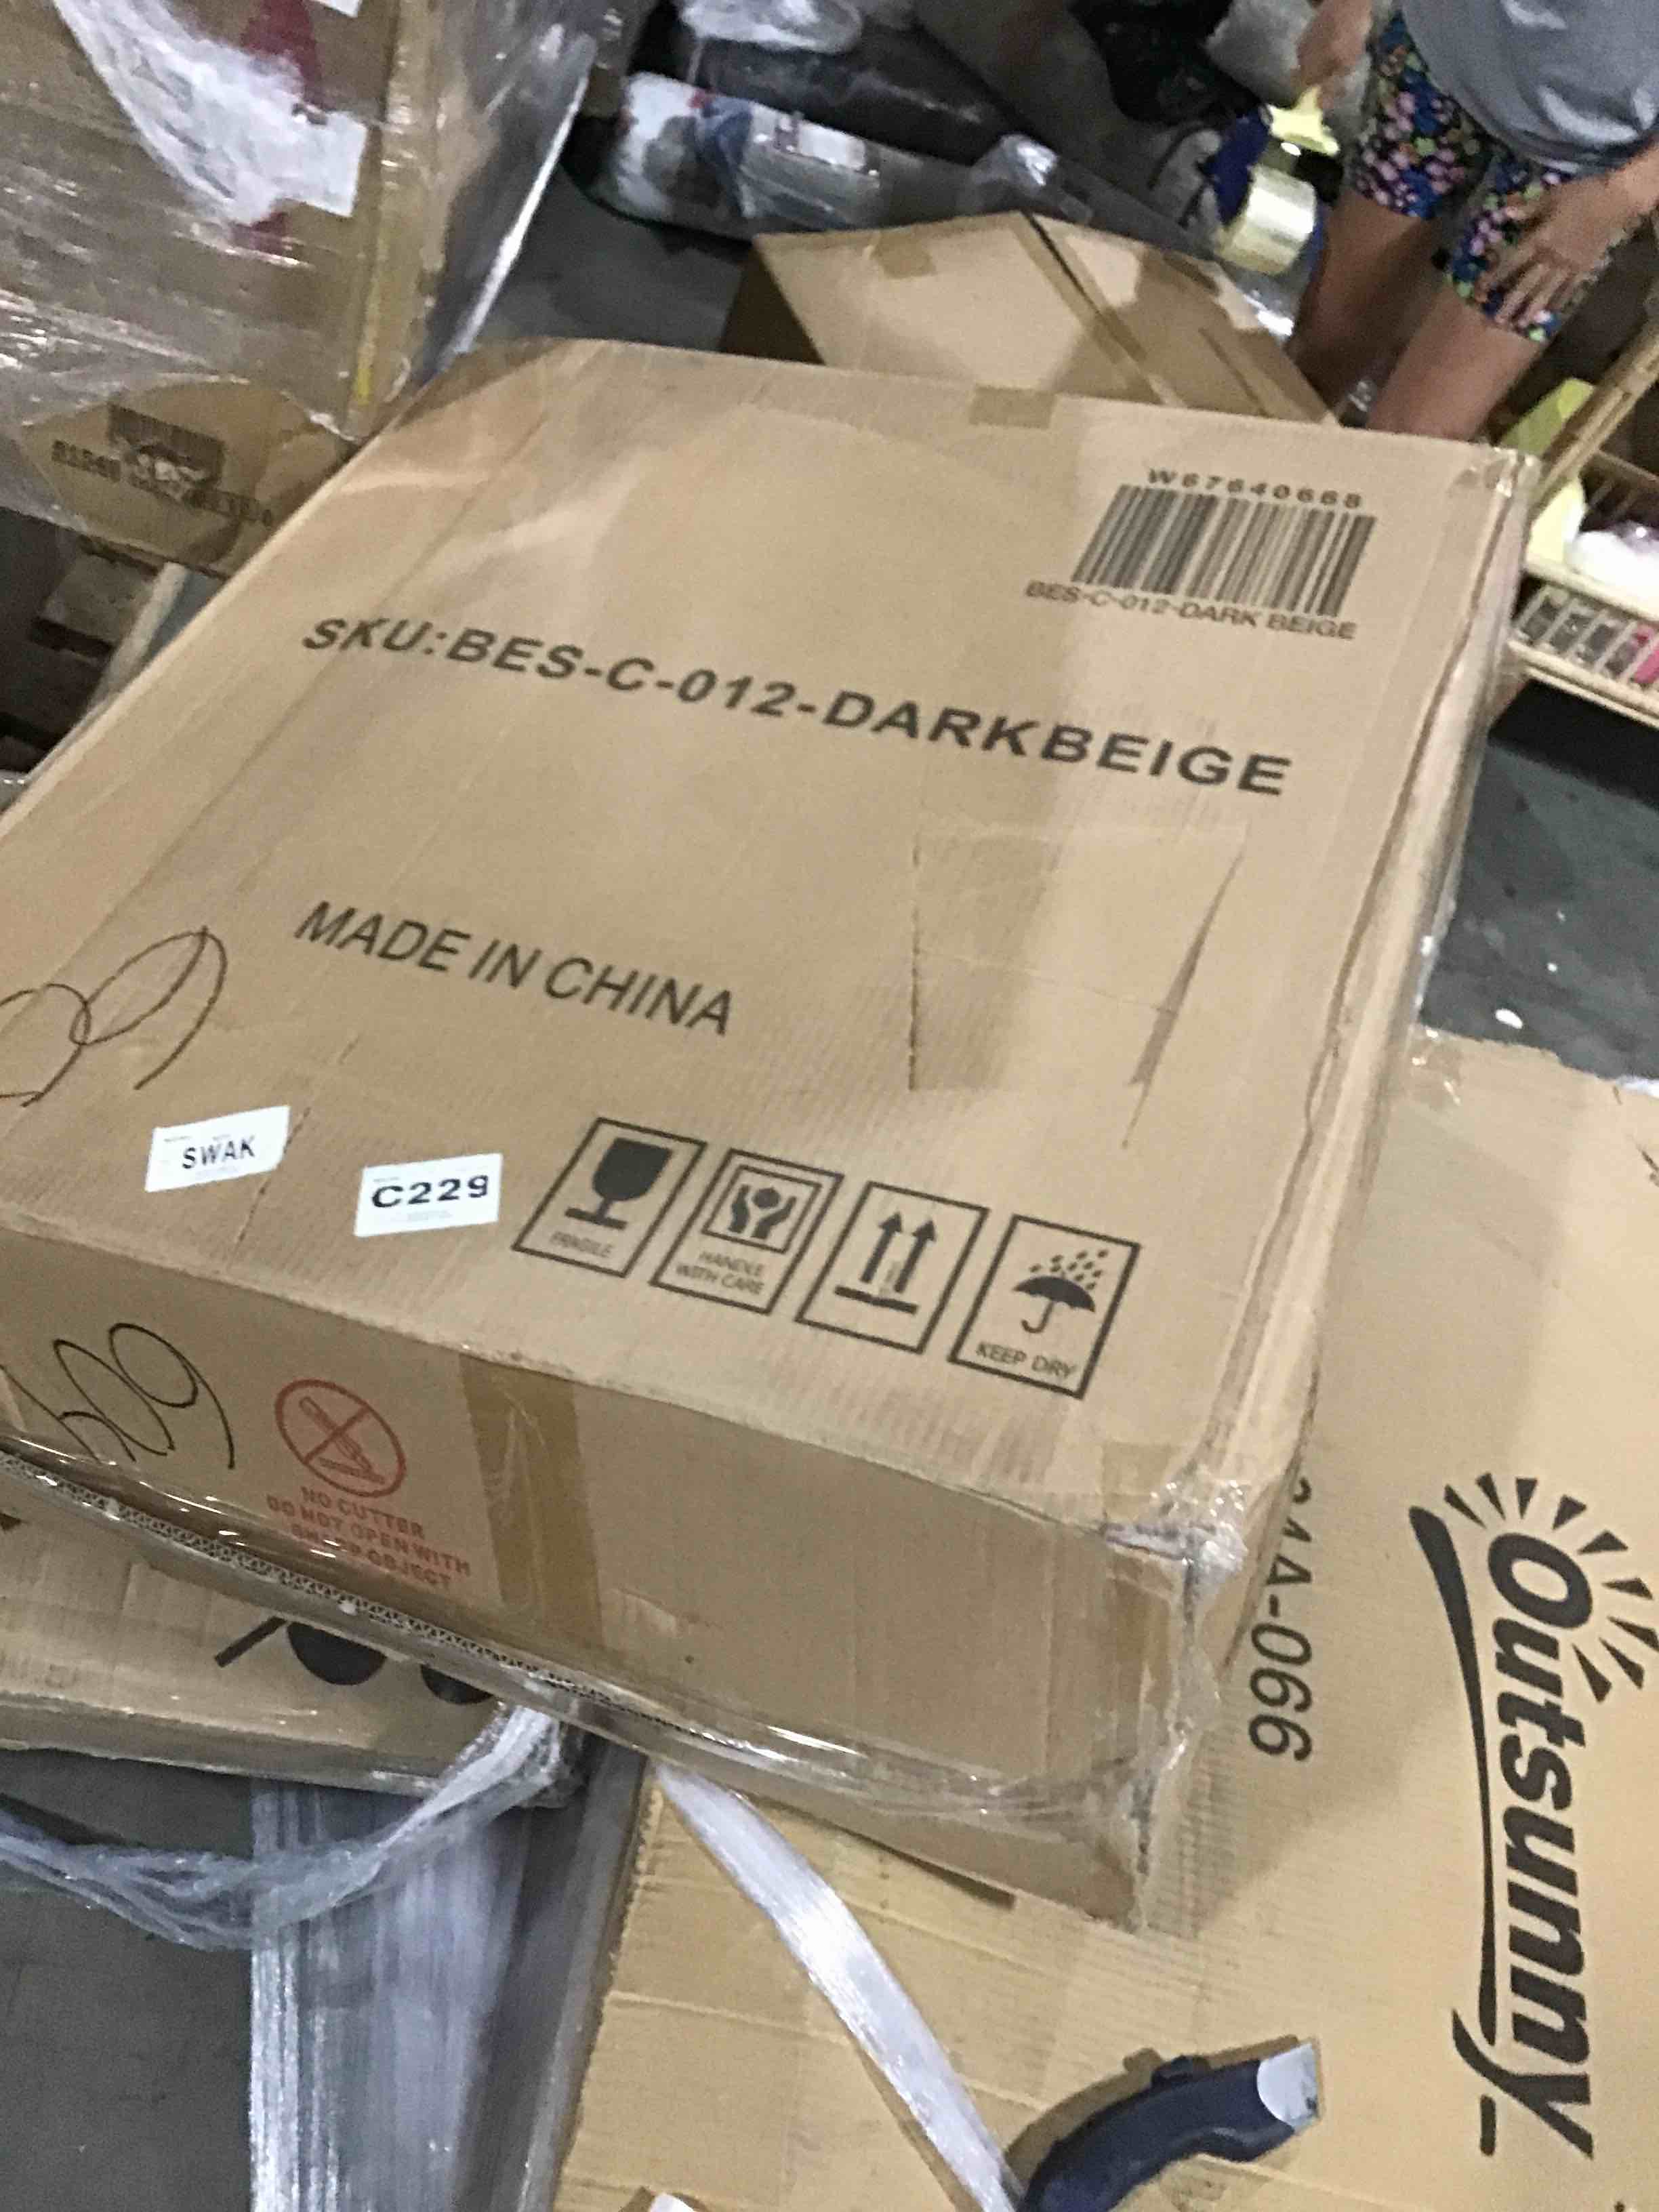 W67640668
BES-C-012-DARK BEIGE
SKU:BES-C-012-DARKBEIGE
MADE IN CHINA
SWAK
C229
FRAGILE
HANDLE
WITH CARE
KEEP DRY
609
NO CUTTER
DO NOT OPEN WITH
SHARP OBJECT
Outsunny